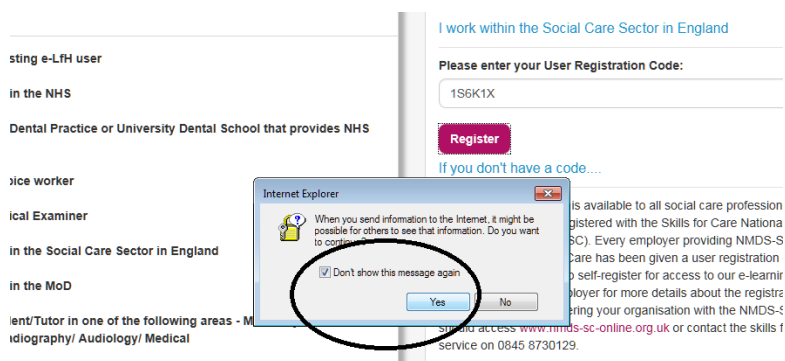 sting e-LfH user
in the NHS
Dental Practice or University Dental School that provides NHS
oice worker
ical Examiner
in the Social Care Sector in England
in the MoD
ent/Tutor in one of the following areas - M
adiography/ Audiology/ Medical
I work within the Social Care Sector in England
Please enter your User Registration Code:
1S6K1X
Register
If you don't have a code....
is available to all social care profession
gistered with the Skills for Care Nationa
SC). Every employer providing NMDS-S
Care has been given a user registration
o self-register for access to our e-learnin
ployer for more details about the registra
ering your organisation with the NMDS-S
should access www.nmds-sc-online.org.uk or contact the skills f
service on 0845 8730129.
Internet Explorer
When you send information to the Internet, it might be
possible for others to see that information. Do you want
to continue?
Don't show this message again
Yes
No